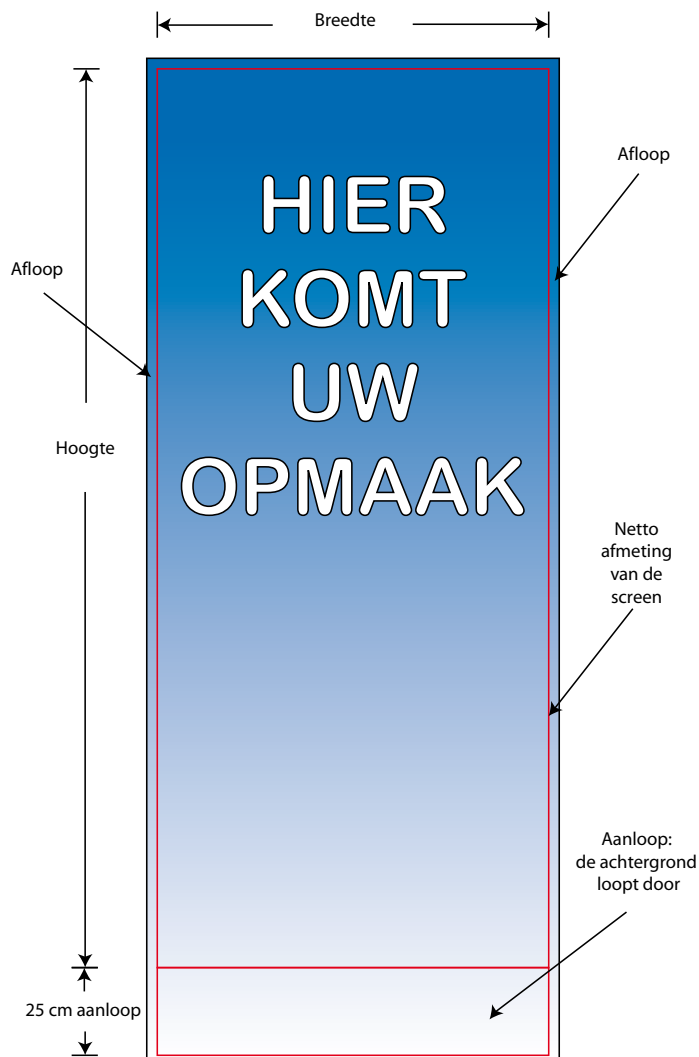 Breedte
Afloop
HIER
KOMT
UW
OPMAAK
Afloop
Hoogte
Netto
afmeting
van de
screen
Aanloop:
de achtergrond
loopt door
25 cm aanloop